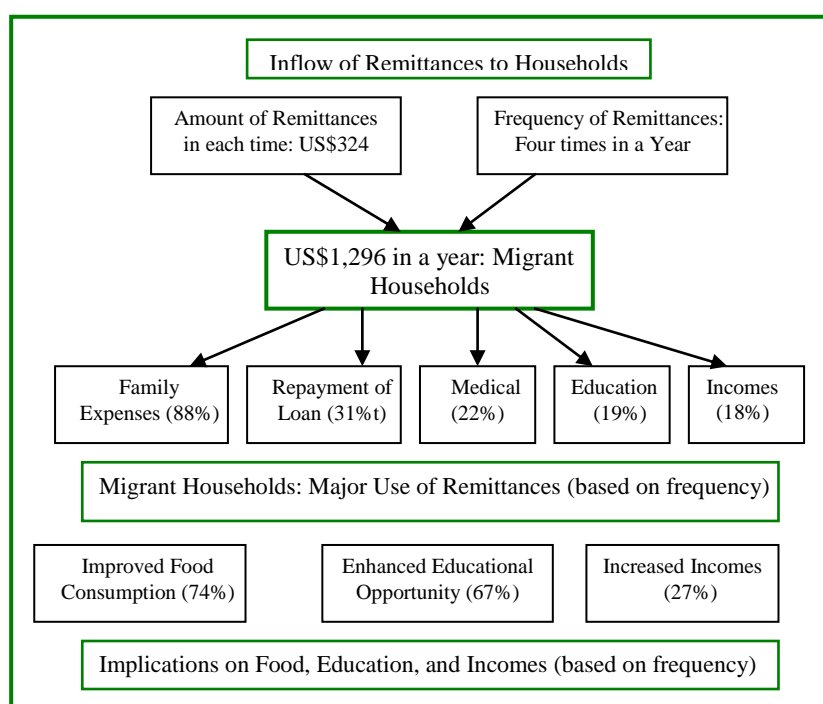 Inflow of Remittances to Households
Amount of Remittances
in each time: US$324
Frequency of Remittances:
Four times in a Year
US$1,296 in a year: Migrant
Households
Family
Expenses (88%)
Repayment of
Loan (31%t)
Medical
(22%)
Education
(19%)
Incomes
(18%)
Migrant Households: Major Use of Remittances (based on frequency)
Improved Food
Consumption (74%)
Enhanced Educational
Opportunity (67%)
Increased Incomes
(27%)
Implications on Food, Education, and Incomes (based on frequency)